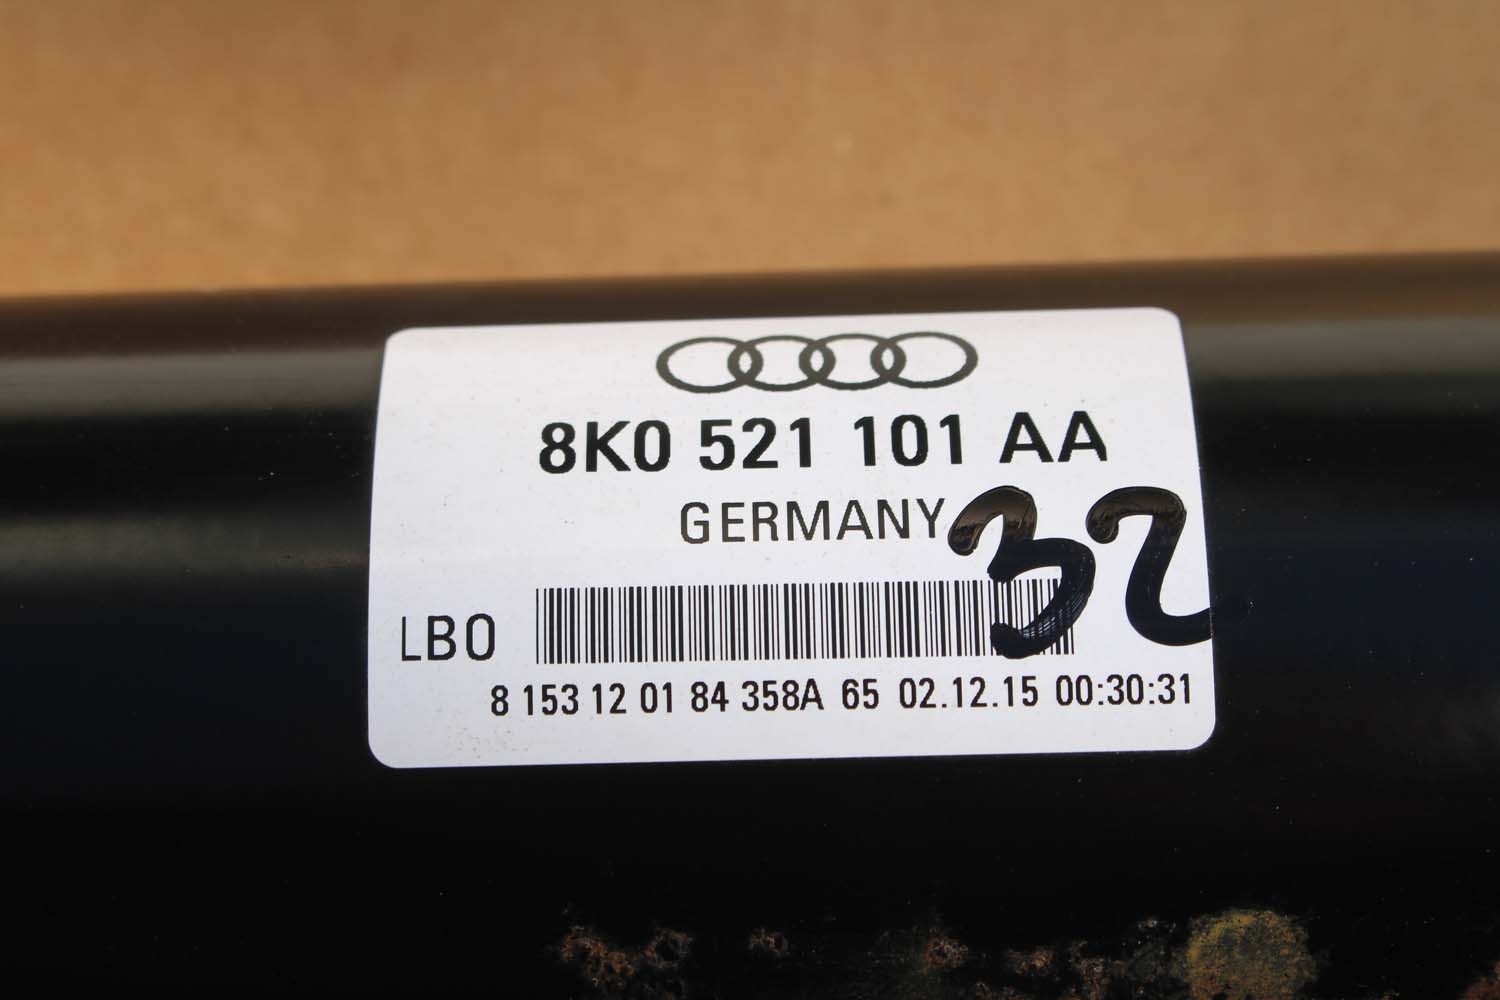 8K0 521 101 AA
GERMANY
32
LB0
8 153 12 01 84 358A 65 02.12.15 00:30:31